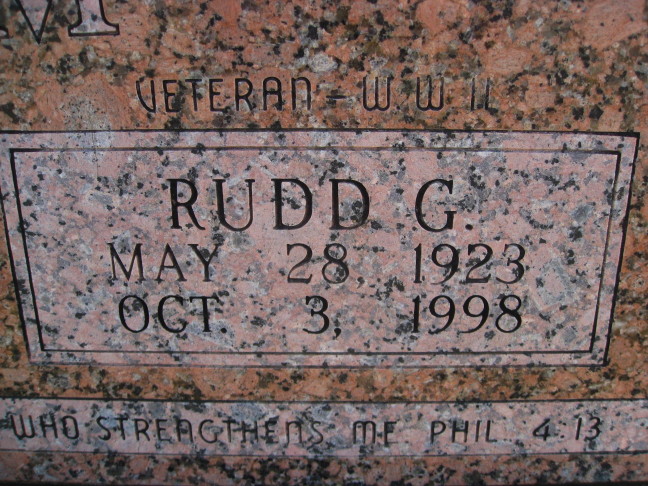 VETERAN - W.W. II
RUDD G.
MAY 28, 1923
OCT 3, 1998
WHO STRENGTHENS ME PHIL. 4:13